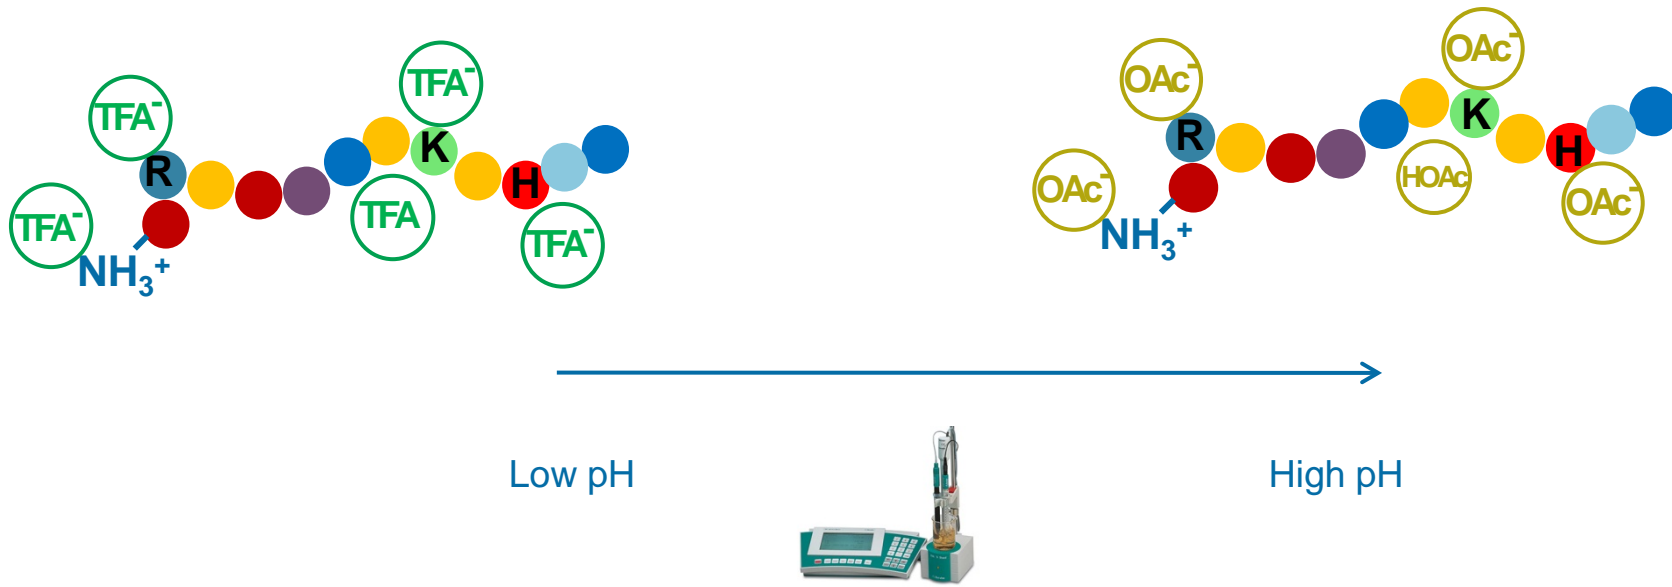 TFA⁻
TFA⁻
R
K
H
TFA⁻
TFA
TFA⁻
NH₃⁺
OAc⁻
OAc⁻
R
K
H
OAc⁻
HOAc
OAc⁻
NH₃⁺
Low pH
High pH